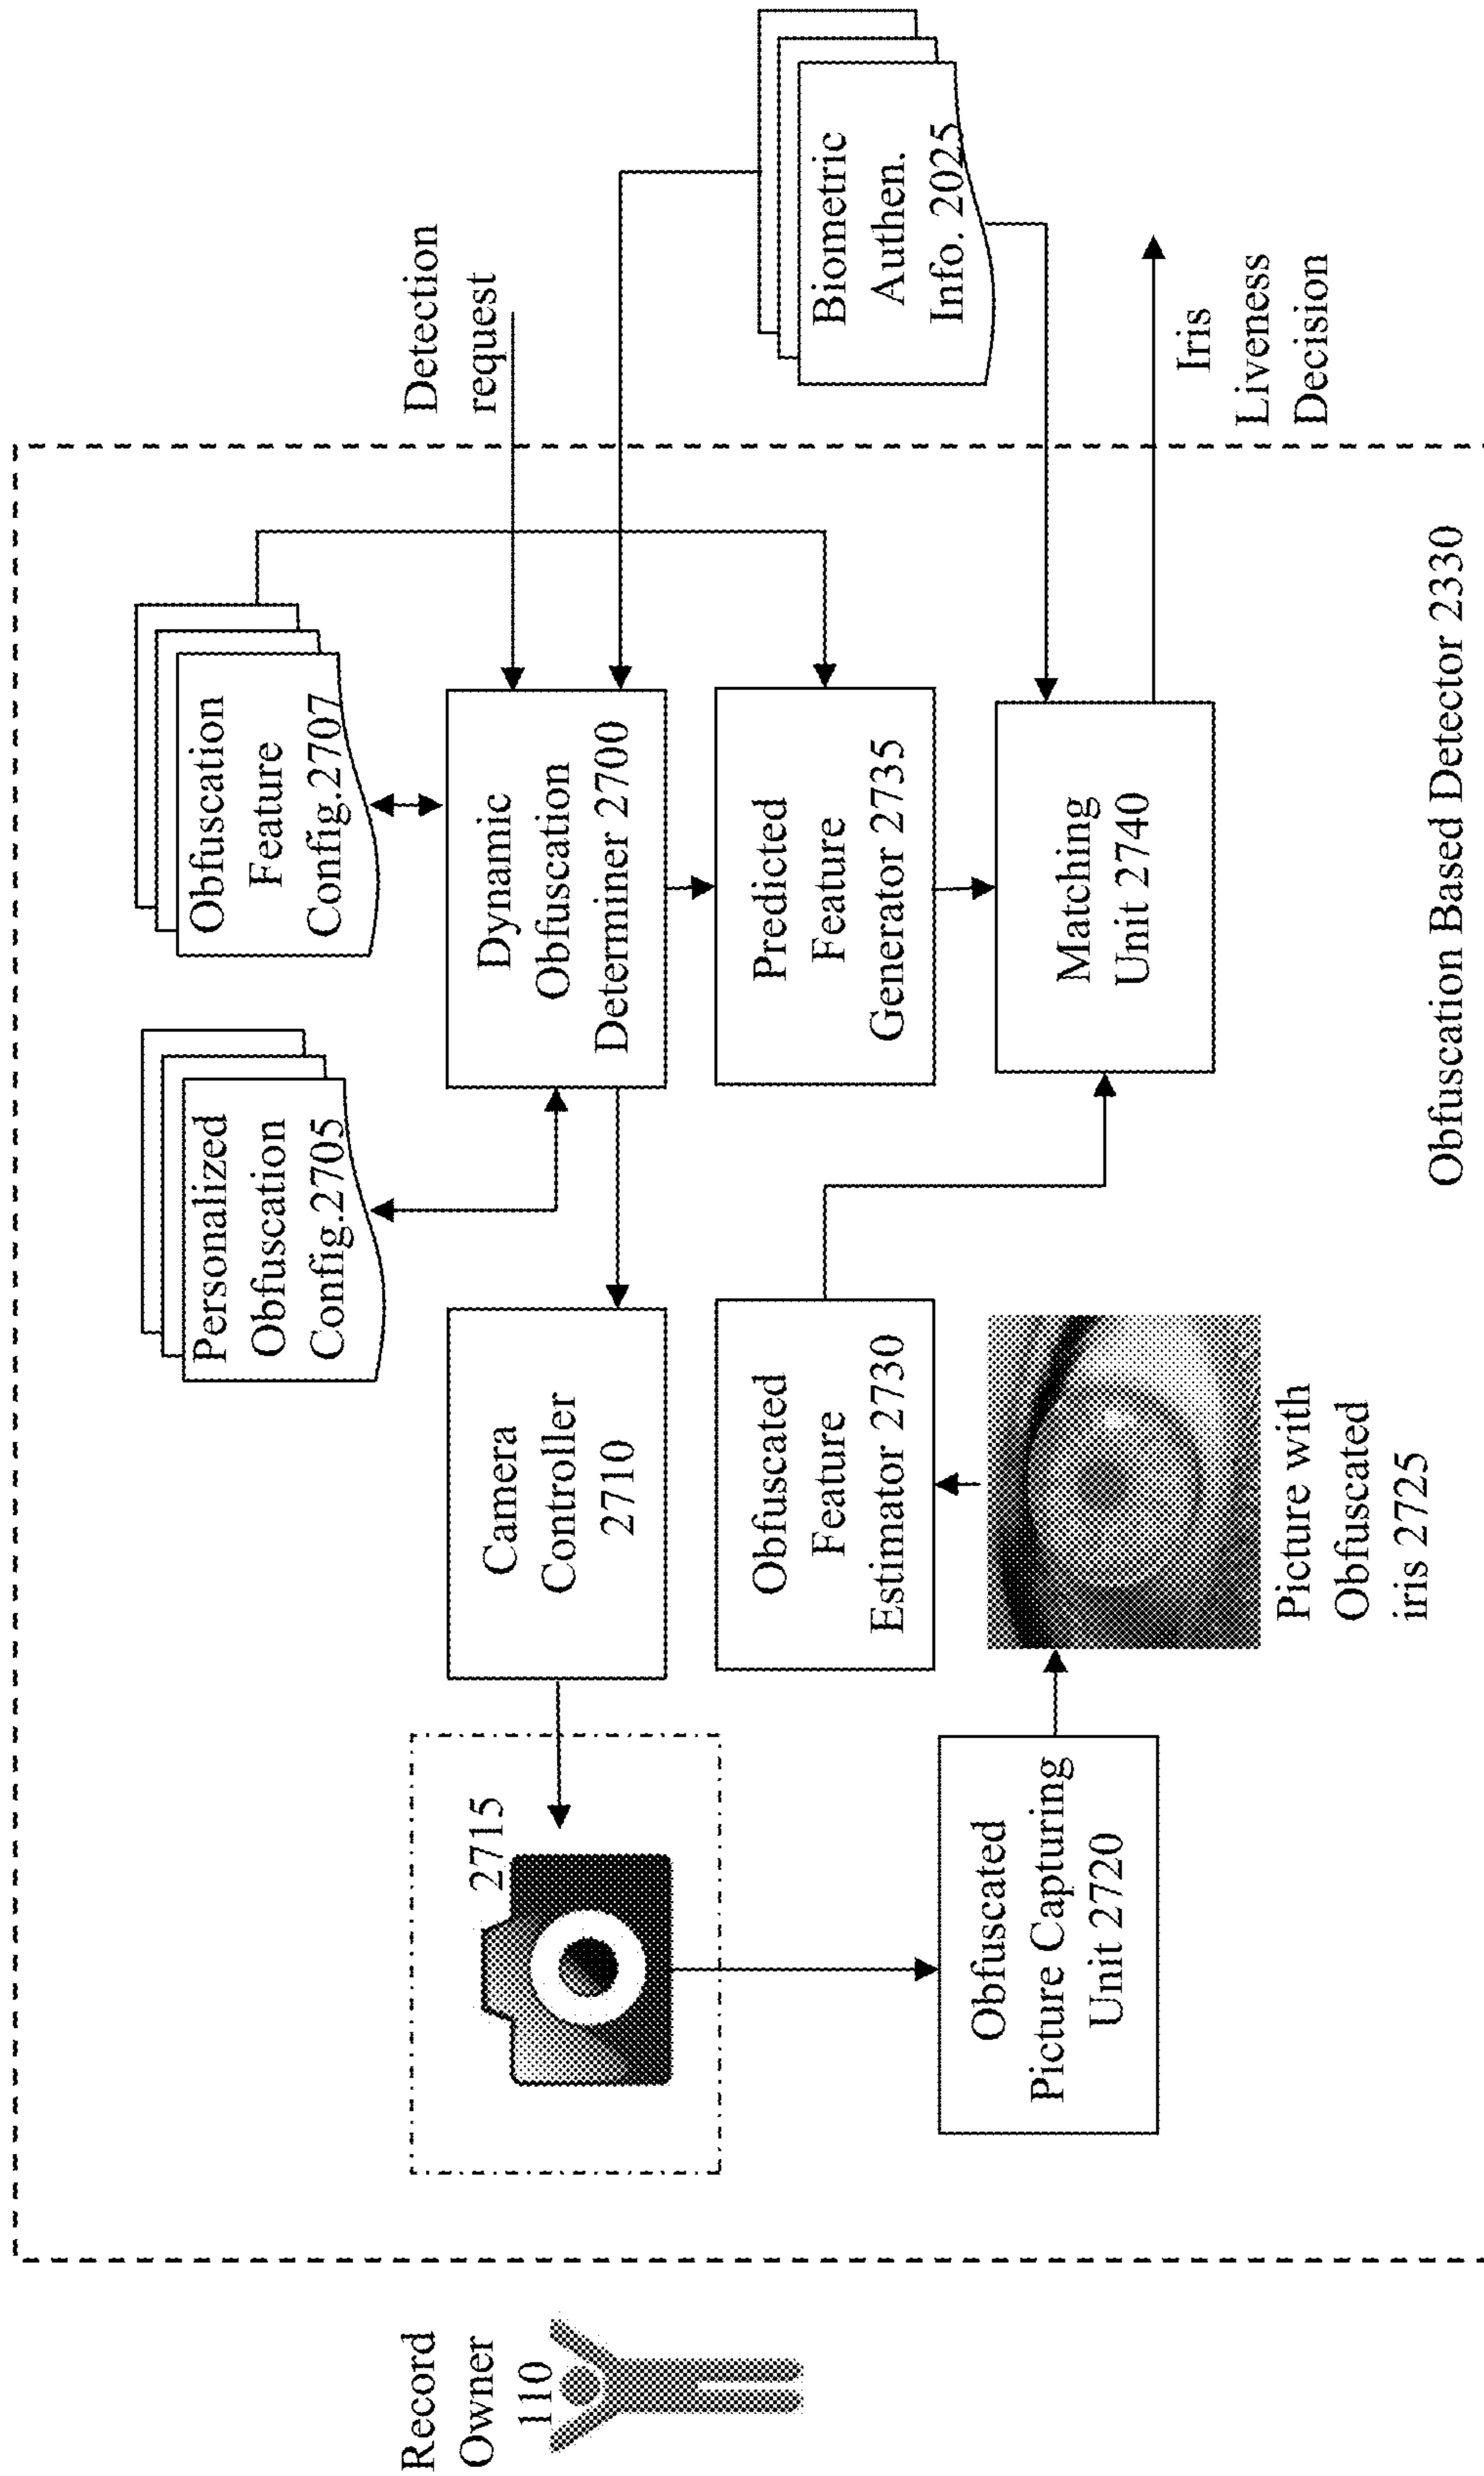 Record
Owner
110
2715
Camera
Controller
2710
Personalized
Obfuscation
Config.2705
Obfuscation
Feature
Config.2707
Dynamic
Obfuscation
Determiner 2700
Detection
request
Obfuscated
Picture Capturing
Unit 2720
Picture with
Obfuscated
iris 2725
Obfuscated
Feature
Estimator 2730
Predicted
Feature
Generator 2735
Matching
Unit 2740
Biometric
Authen.
Info. 2025
Iris
Liveness
Decision
Obfuscation Based Detector 2330